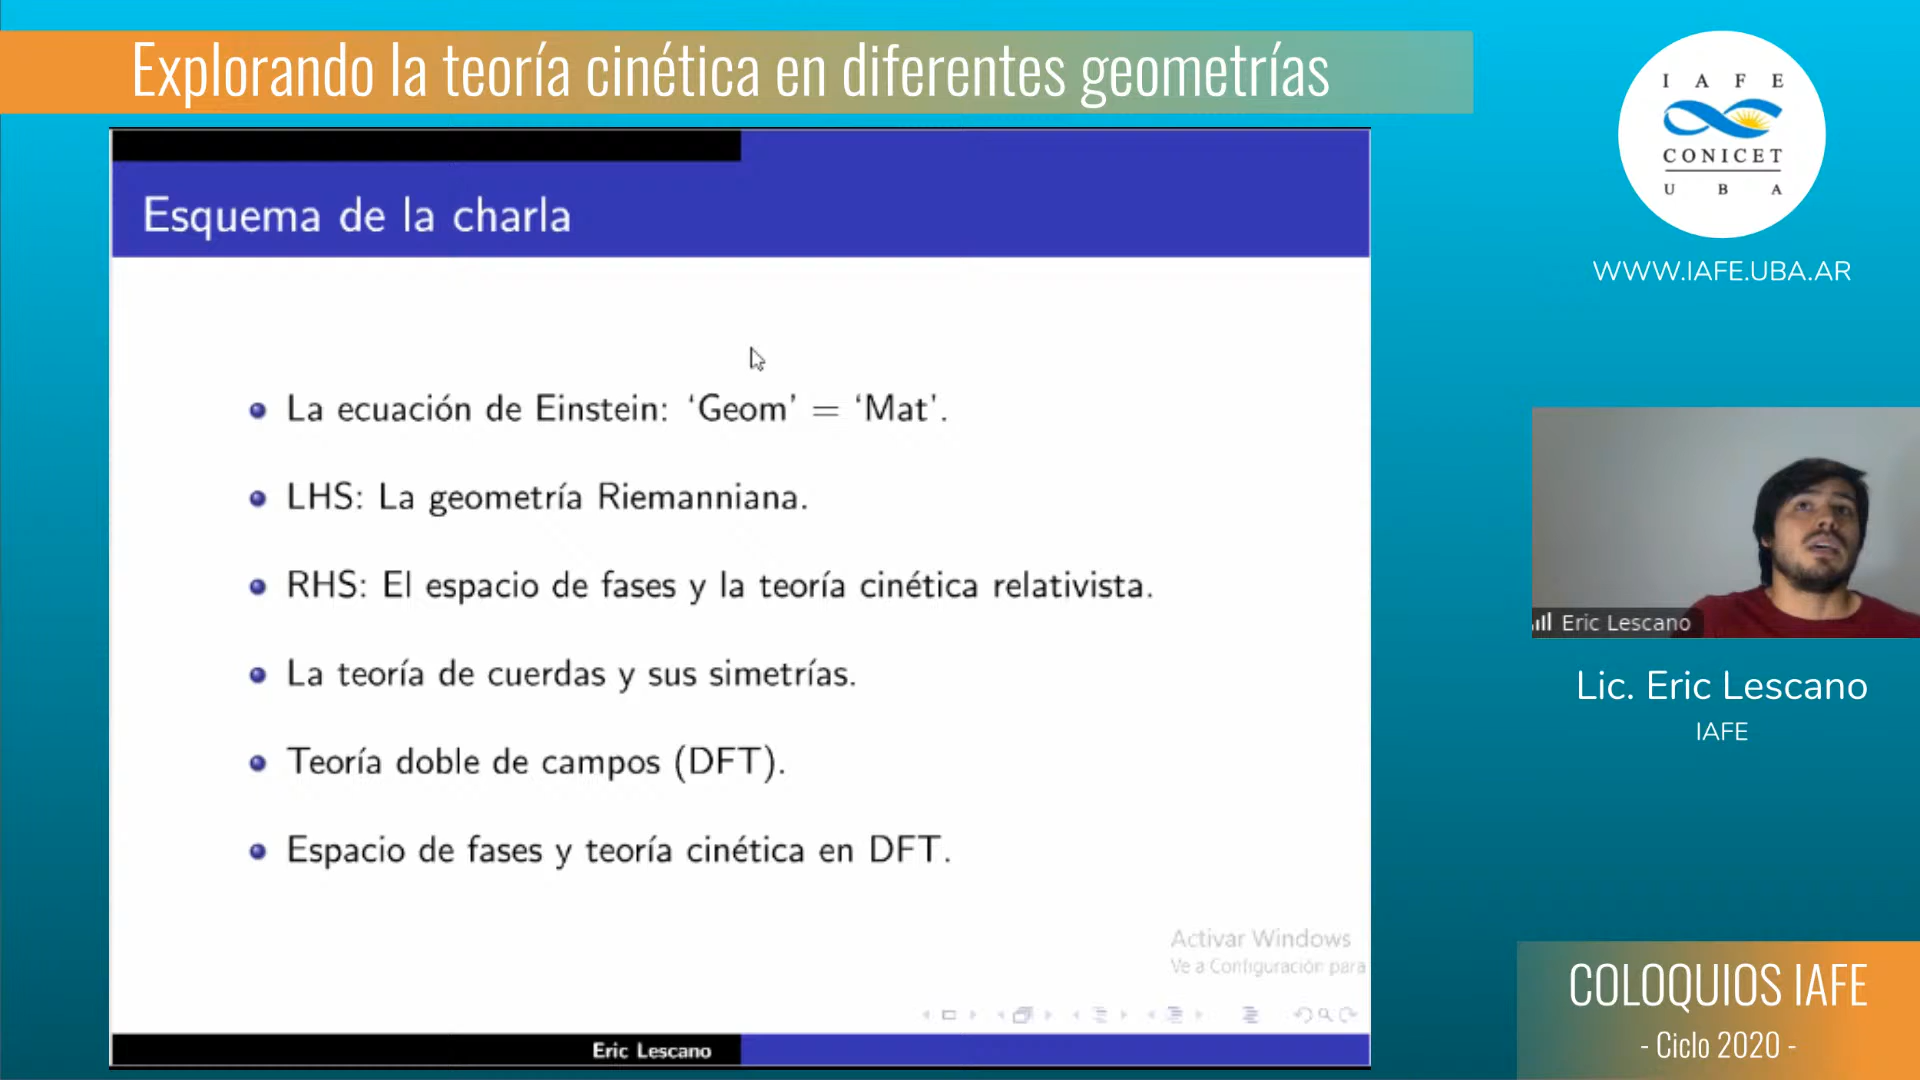 Explorando la teoría cinética en diferentes geometrías
I A F E
CONICET
U B A
WWW.IAFE.UBA.AR
Esquema de la charla
La ecuación de Einstein: ‘Geom’ = ‘Mat’.
LHS: La geometría Riemanniana.
RHS: El espacio de fases y la teoría cinética relativista.
La teoría de cuerdas y sus simetrías.
Teoría doble de campos (DFT).
Espacio de fases y teoría cinética en DFT.
Activar Windows
Ve a Configuración para
Eric Lescano
Eric Lescano
Lic. Eric Lescano
IAFE
COLOQUIOS IAFE
- Ciclo 2020 -